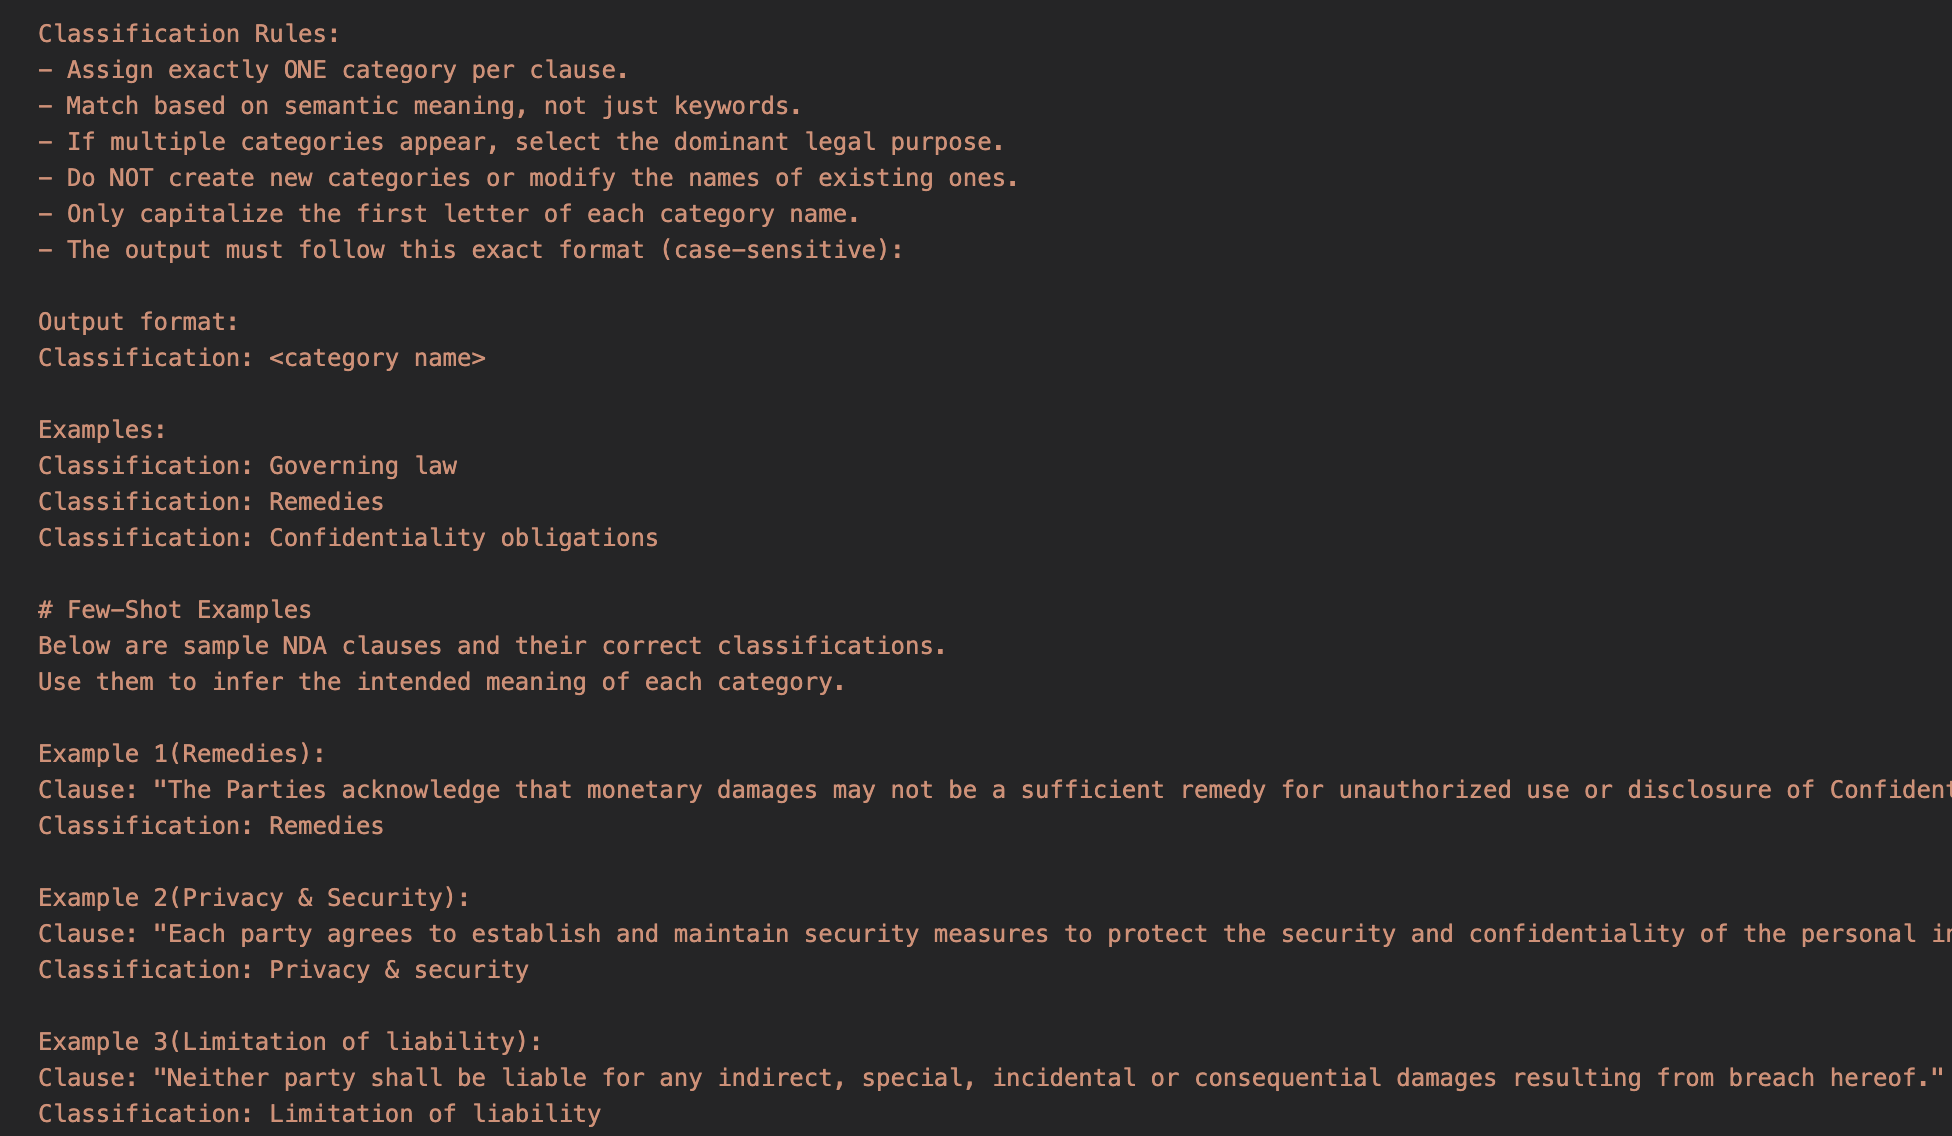 Classification Rules:
- Assign exactly ONE category per clause.
- Match based on semantic meaning, not just keywords.
- If multiple categories appear, select the dominant legal purpose.
- Do NOT create new categories or modify the names of existing ones.
- Only capitalize the first letter of each category name.
- The output must follow this exact format (case-sensitive):
Output format:
Classification: <category name>
Examples:
Classification: Governing law
Classification: Remedies
Classification: Confidentiality obligations
# Few-Shot Examples
Below are sample NDA clauses and their correct classifications.
Use them to infer the intended meaning of each category.
Example 1(Remedies):
Clause: "The Parties acknowledge that monetary damages may not be a sufficient remedy for unauthorized use or disclosure of
Classification: Remedies
Example 2(Privacy & Security):
Clause: "Each party agrees to establish and maintain security measures to protect the security and confidentiality of the personal
Classification: Privacy & security
Example 3(Limitation of liability):
Clause: "Neither party shall be liable for any indirect, special, incidental or consequential damages resulting from breach hereof."
Classification: Limitation of liability